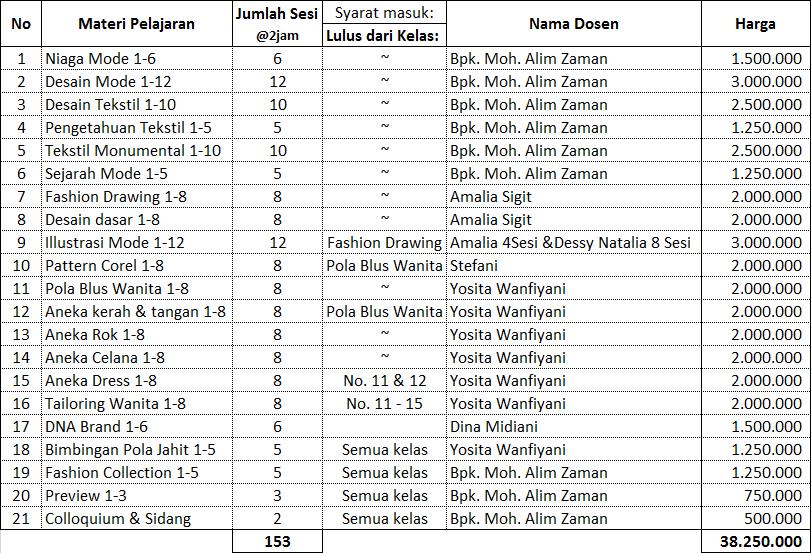 No Materi Pelajaran Jumlah Sesi @2jam Syarat masuk: Lulus dari Kelas: Nama Dosen Harga
1 Niaga Mode 1-6 6 ~ Bpk. Moh. Alim Zaman 1.500.000
2 Desain Mode 1-12 12 ~ Bpk. Moh. Alim Zaman 3.000.000
3 Desain Tekstil 1-10 10 ~ Bpk. Moh. Alim Zaman 2.500.000
4 Pengetahuan Tekstil 1-5 5 ~ Bpk. Moh. Alim Zaman 1.250.000
5 Tekstil Monumental 1-10 10 ~ Bpk. Moh. Alim Zaman 2.500.000
6 Sejarah Mode 1-5 5 ~ Bpk. Moh. Alim Zaman 1.250.000
7 Fashion Drawing 1-8 8 ~ Amalia Sigit 2.000.000
8 Desain dasar 1-8 8 ~ Amalia Sigit 2.000.000
9 Illustrasi Mode 1-12 12 Fashion Drawing Amalia 4Sesi &Dessy Natalia 8 Sesi 3.000.000
10 Pattern Corel 1-8 8 Pola Blus Wanita Stefani 2.000.000
11 Pola Blus Wanita 1-8 8 ~ Yosita Wanfiyani 2.000.000
12 Aneka kerah & tangan 1-8 8 Pola Blus Wanita Yosita Wanfiyani 2.000.000
13 Aneka Rok 1-8 8 ~ Yosita Wanfiyani 2.000.000
14 Aneka Celana 1-8 8 ~ Yosita Wanfiyani 2.000.000
15 Aneka Dress 1-8 8 No. 11 & 12 Yosita Wanfiyani 2.000.000
16 Tailoring Wanita 1-8 8 No. 11 - 15 Yosita Wanfiyani 2.000.000
17 DNA Brand 1-6 6 Dina Midiani 1.500.000
18 Bimbingan Pola Jahit 1-5 5 Semua kelas Yosita Wanfiyani 1.250.000
19 Fashion Collection 1-5 5 Semua kelas Bpk. Moh. Alim Zaman 1.250.000
20 Preview 1-3 3 Semua kelas Bpk. Moh. Alim Zaman 750.000
21 Colloquium & Sidang 2 Semua kelas Bpk. Moh. Alim Zaman 500.000
153 38.250.000